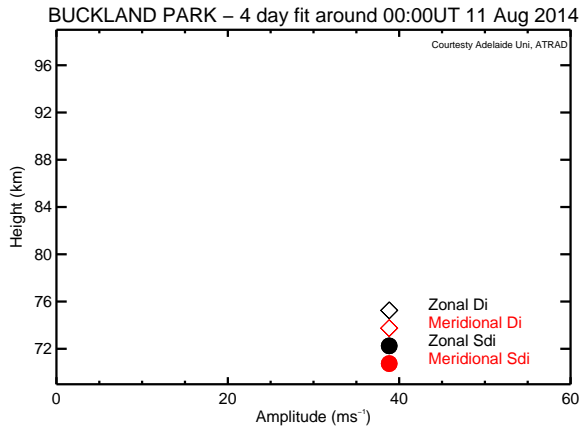 BUCKLAND PARK – 4 day fit around 00:00UT 11 Aug 2014
Courtesty Adelaide Uni, ATRAD
96
92
88
84
80
76
72
Height (km)
Zonal Di
Meridional Di
Zonal Sdi
Meridional Sdi
0 20 40 60
Amplitude (ms⁻¹)